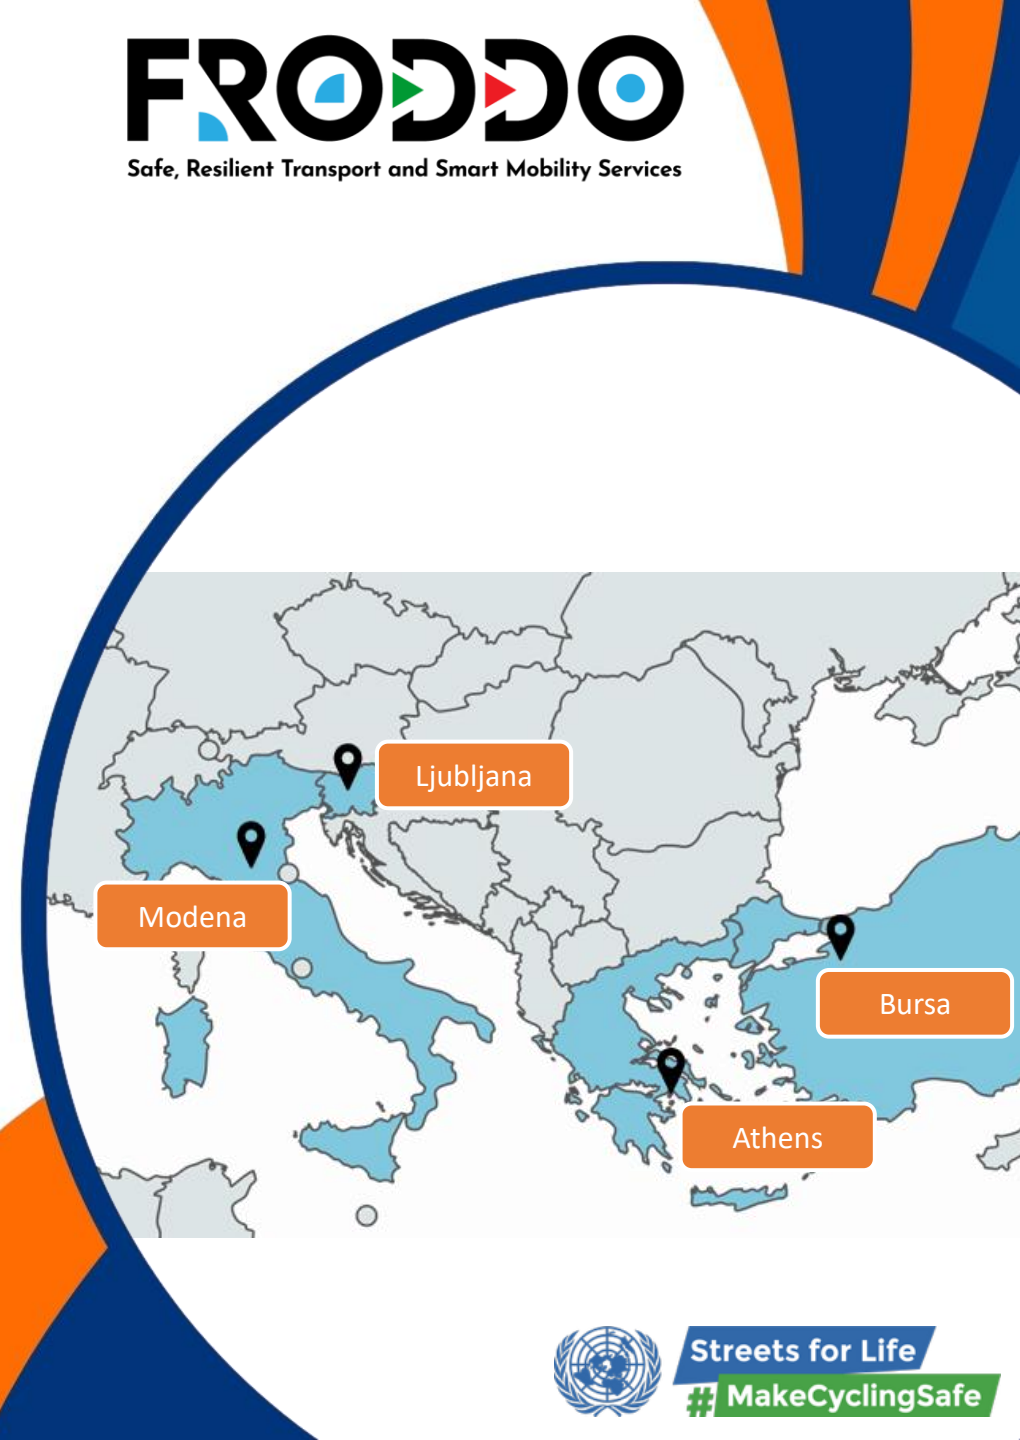 FRODDO
Safe, Resilient Transport and Smart Mobility Services
Ljubljana
Modena
Bursa
Athens
Streets for Life
#MakeCyclingSafe